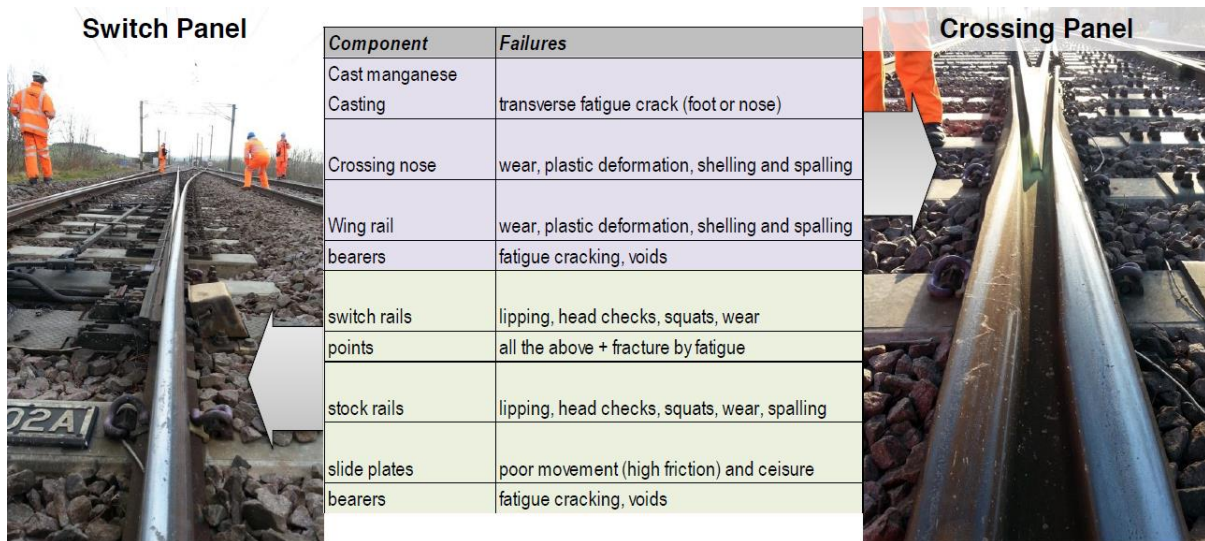 Switch Panel
Crossing Panel
Component Failures
Cast manganese
Casting transverse fatigue crack (foot or nose)
Crossing nose wear, plastic deformation, shelling and spalling
Wing rail wear, plastic deformation, shelling and spalling
bearers fatigue cracking, voids
switch rails lipping, head checks, squats, wear
points all the above + fracture by fatigue
stock rails lipping, head checks, squats, wear, spalling
slide plates poor movement (high friction) and ceisure
bearers fatigue cracking, voids
02A